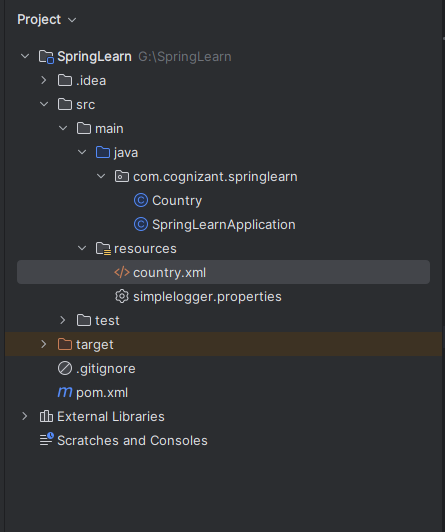 Project
SpringLearn G:\SpringLearn
.idea
src
main
java
com.cognizant.springlearn
Country
SpringLearnApplication
resources
country.xml
simplelogger.properties
test
target
.gitignore
pom.xml
External Libraries
Scratches and Consoles